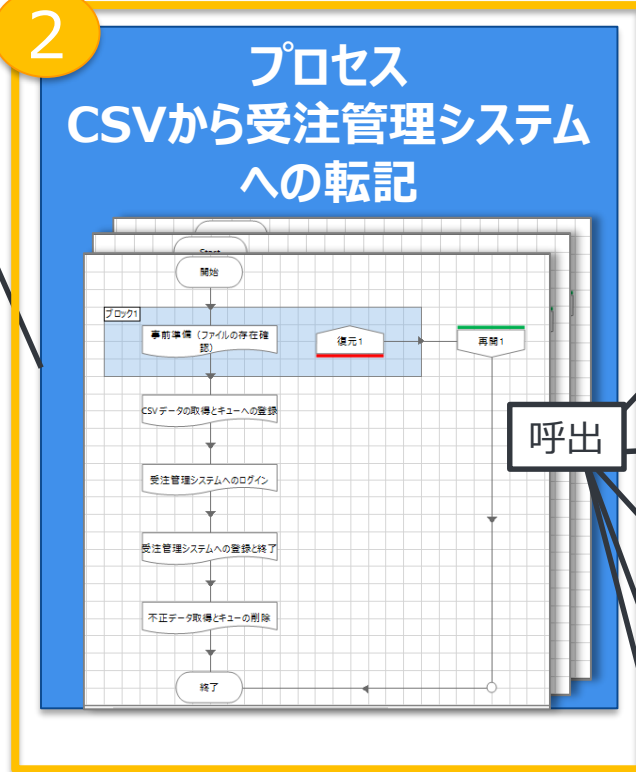 2
プロセス
CSVから受注管理システム
への転記
Start
開始
ブロック1
事前準備（ファイルの存在確
認）
復元1
再開1
CSVデータの取得とキューへの登録
呼出
受注管理システムへのログイン
受注管理システムへの登録と終了
不正データ取得とキューの削除
終了